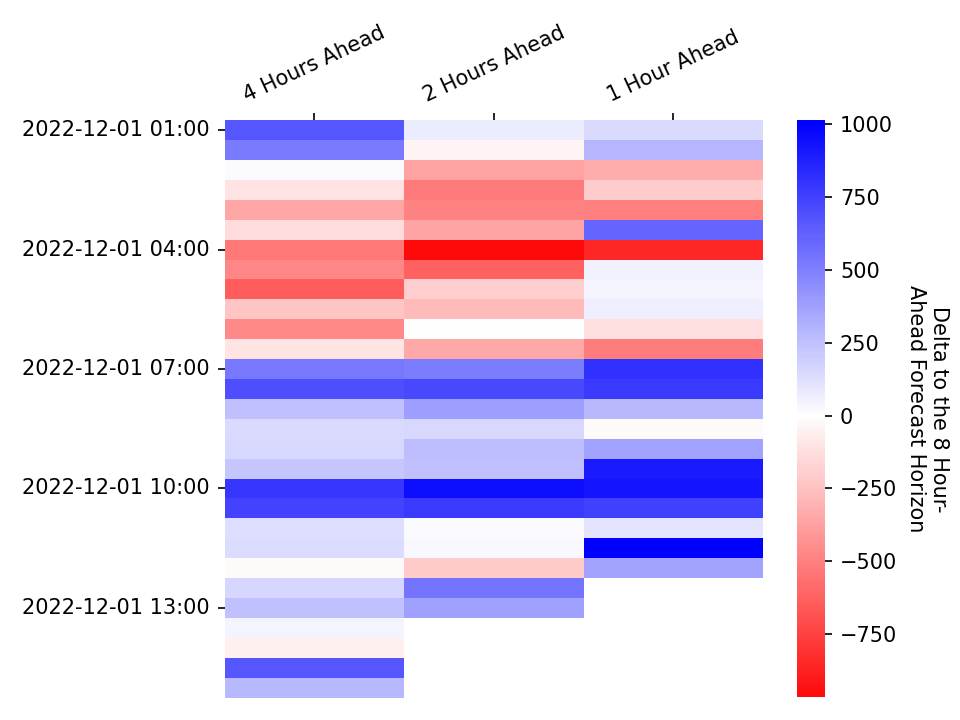 4 Hours Ahead
2 Hours Ahead
1 Hour Ahead
2022-12-01 01:00
2022-12-01 04:00
2022-12-01 07:00
2022-12-01 10:00
2022-12-01 13:00
1000
750
500
250
0
−250
−500
−750
Delta to the 8 Hour-
Ahead Forecast Horizon